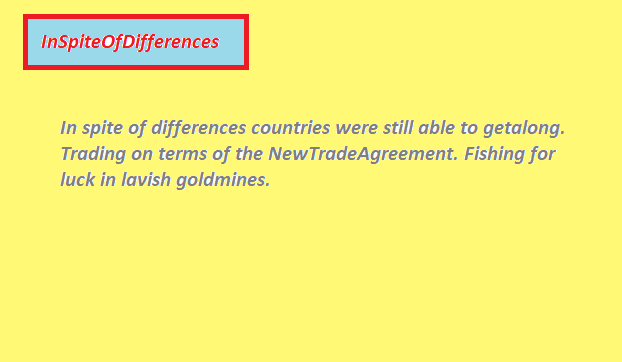 InSpiteOfDifferences
In spite of differences countries were still able to getalong.
Trading on terms of the NewTradeAgreement. Fishing for
luck in lavish goldmines.